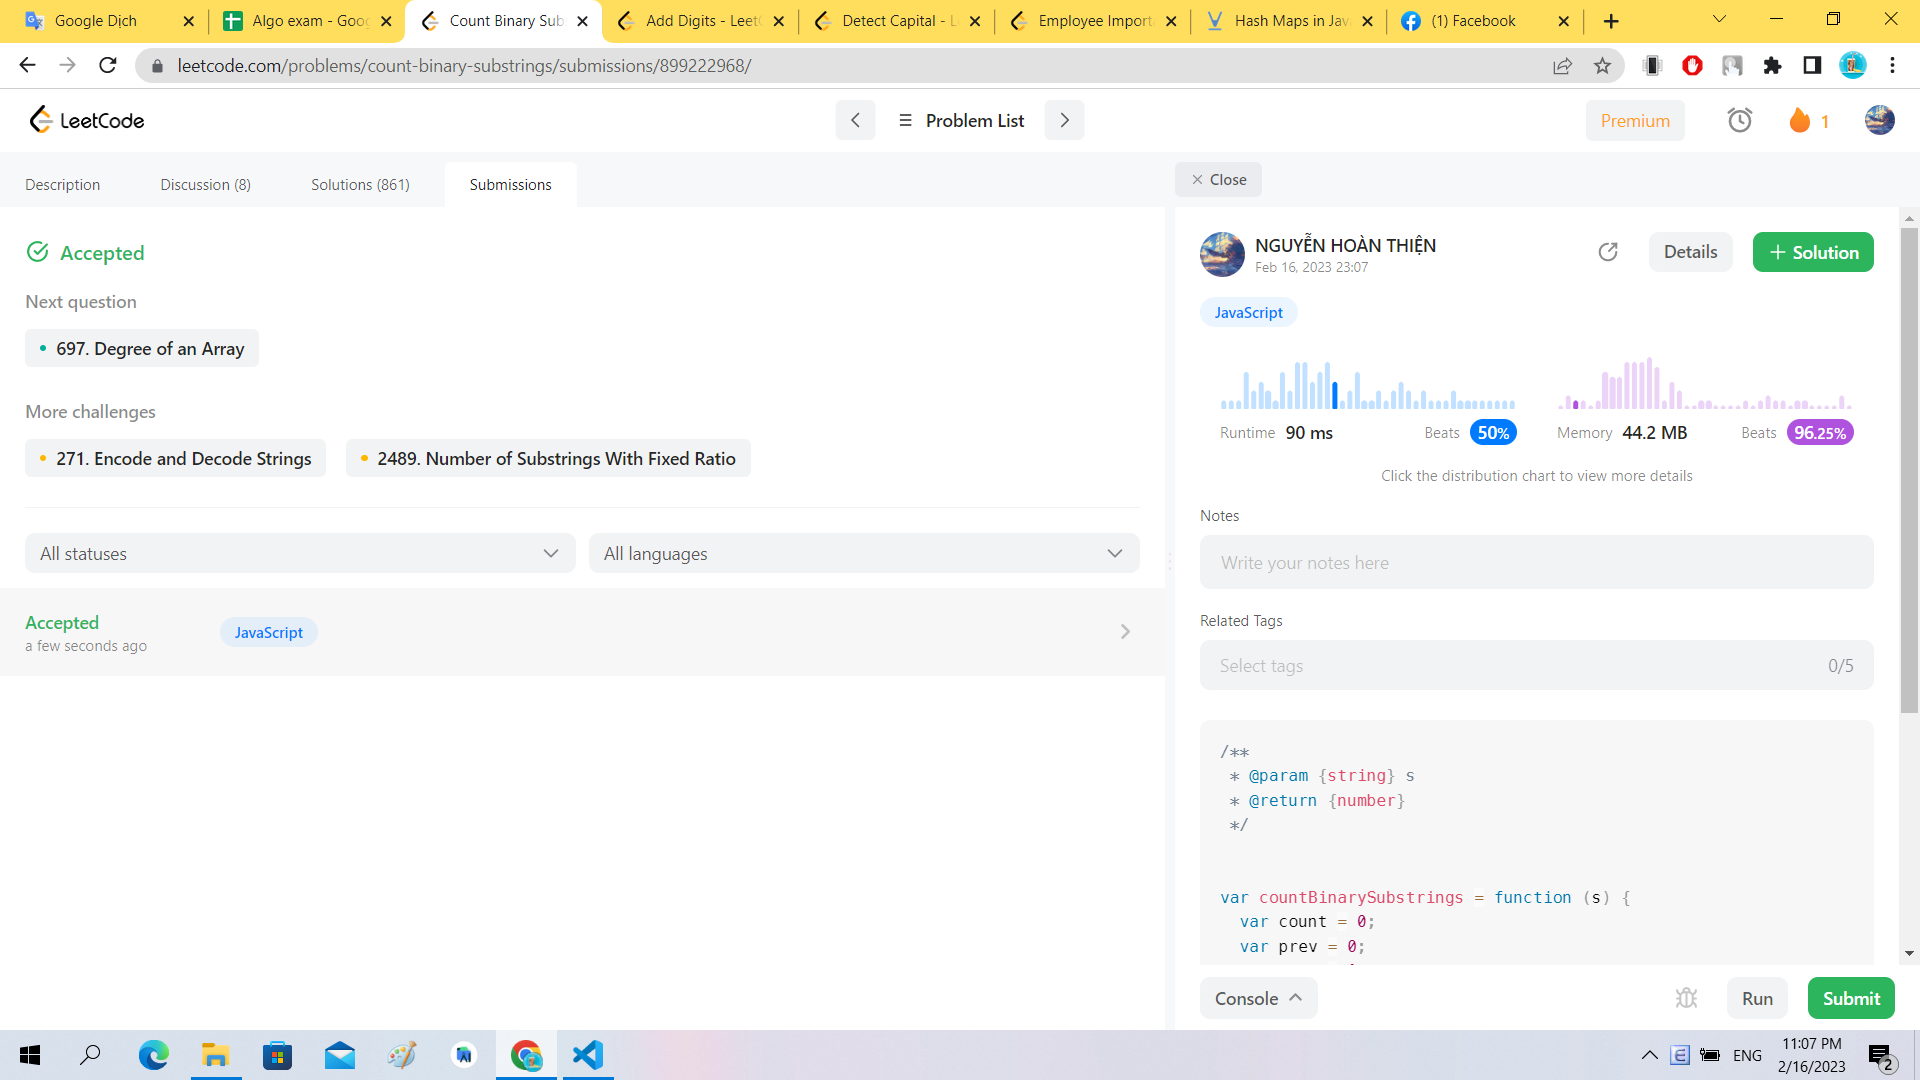 Google Dịch
Algo exam - Goog
Count Binary Sub
Add Digits - Leet
Detect Capital - L
Employee Import
Hash Maps in Jav
(1) Facebook
leetcode.com/problems/count-binary-substrings/submissions/899222968/
LeetCode
Problem List
Premium
1
Description
Discussion (8)
Solutions (861)
Submissions
Close
Accepted
Next question
697. Degree of an Array
More challenges
271. Encode and Decode Strings
2489. Number of Substrings With Fixed Ratio
All statuses
All languages
Accepted
a few seconds ago
JavaScript
NGUYỄN HOÀN THIỆN
Feb 16, 2023 23:07
Details
+ Solution
JavaScript
Runtime 90 ms
Beats 50%
Memory 44.2 MB
Beats 96.25%
Click the distribution chart to view more details
Notes
Write your notes here
Related Tags
Select tags
0/5
/**
* @param {string} s
* @return {number}
*/
var countBinarySubstrings = function (s) {
var count = 0;
var prev = 0;
Console
Run
Submit
ENG
11:07 PM
2/16/2023
2